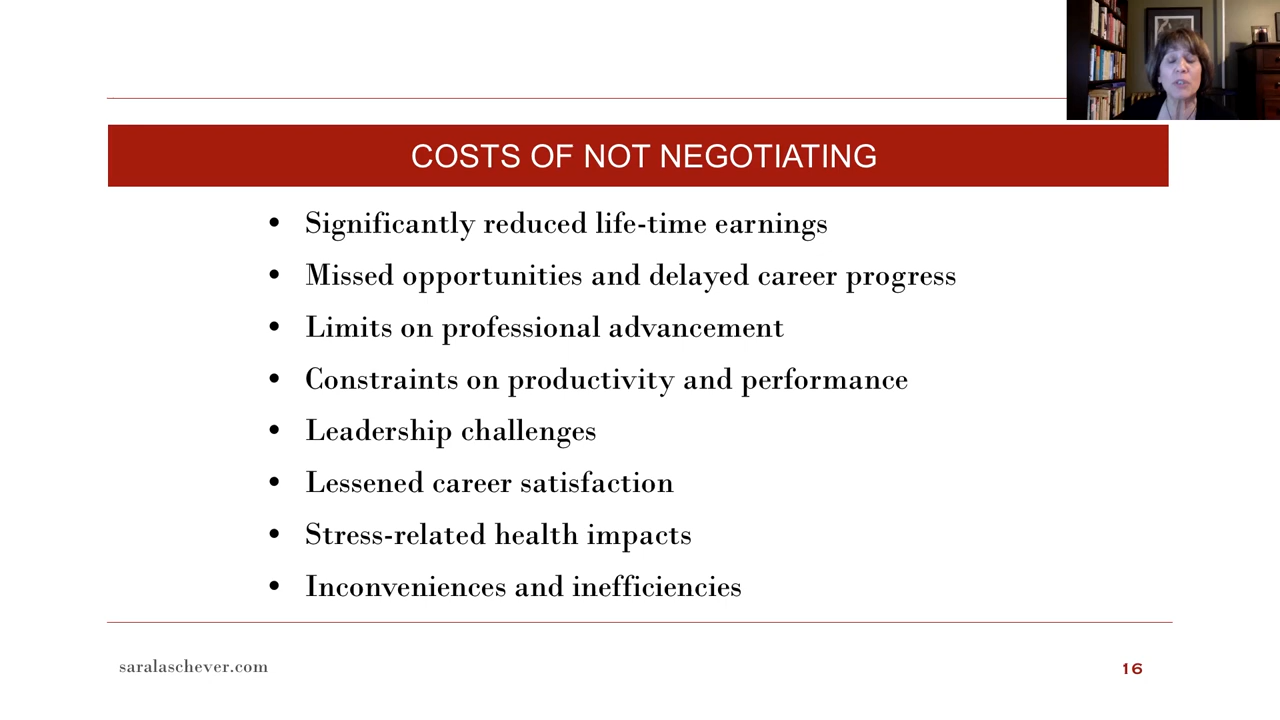 COSTS OF NOT NEGOTIATING
• Significantly reduced life-time earnings
• Missed opportunities and delayed career progress
• Limits on professional advancement
• Constraints on productivity and performance
• Leadership challenges
• Lessened career satisfaction
• Stress-related health impacts
• Inconveniences and inefficiencies
saralaschever.com
16